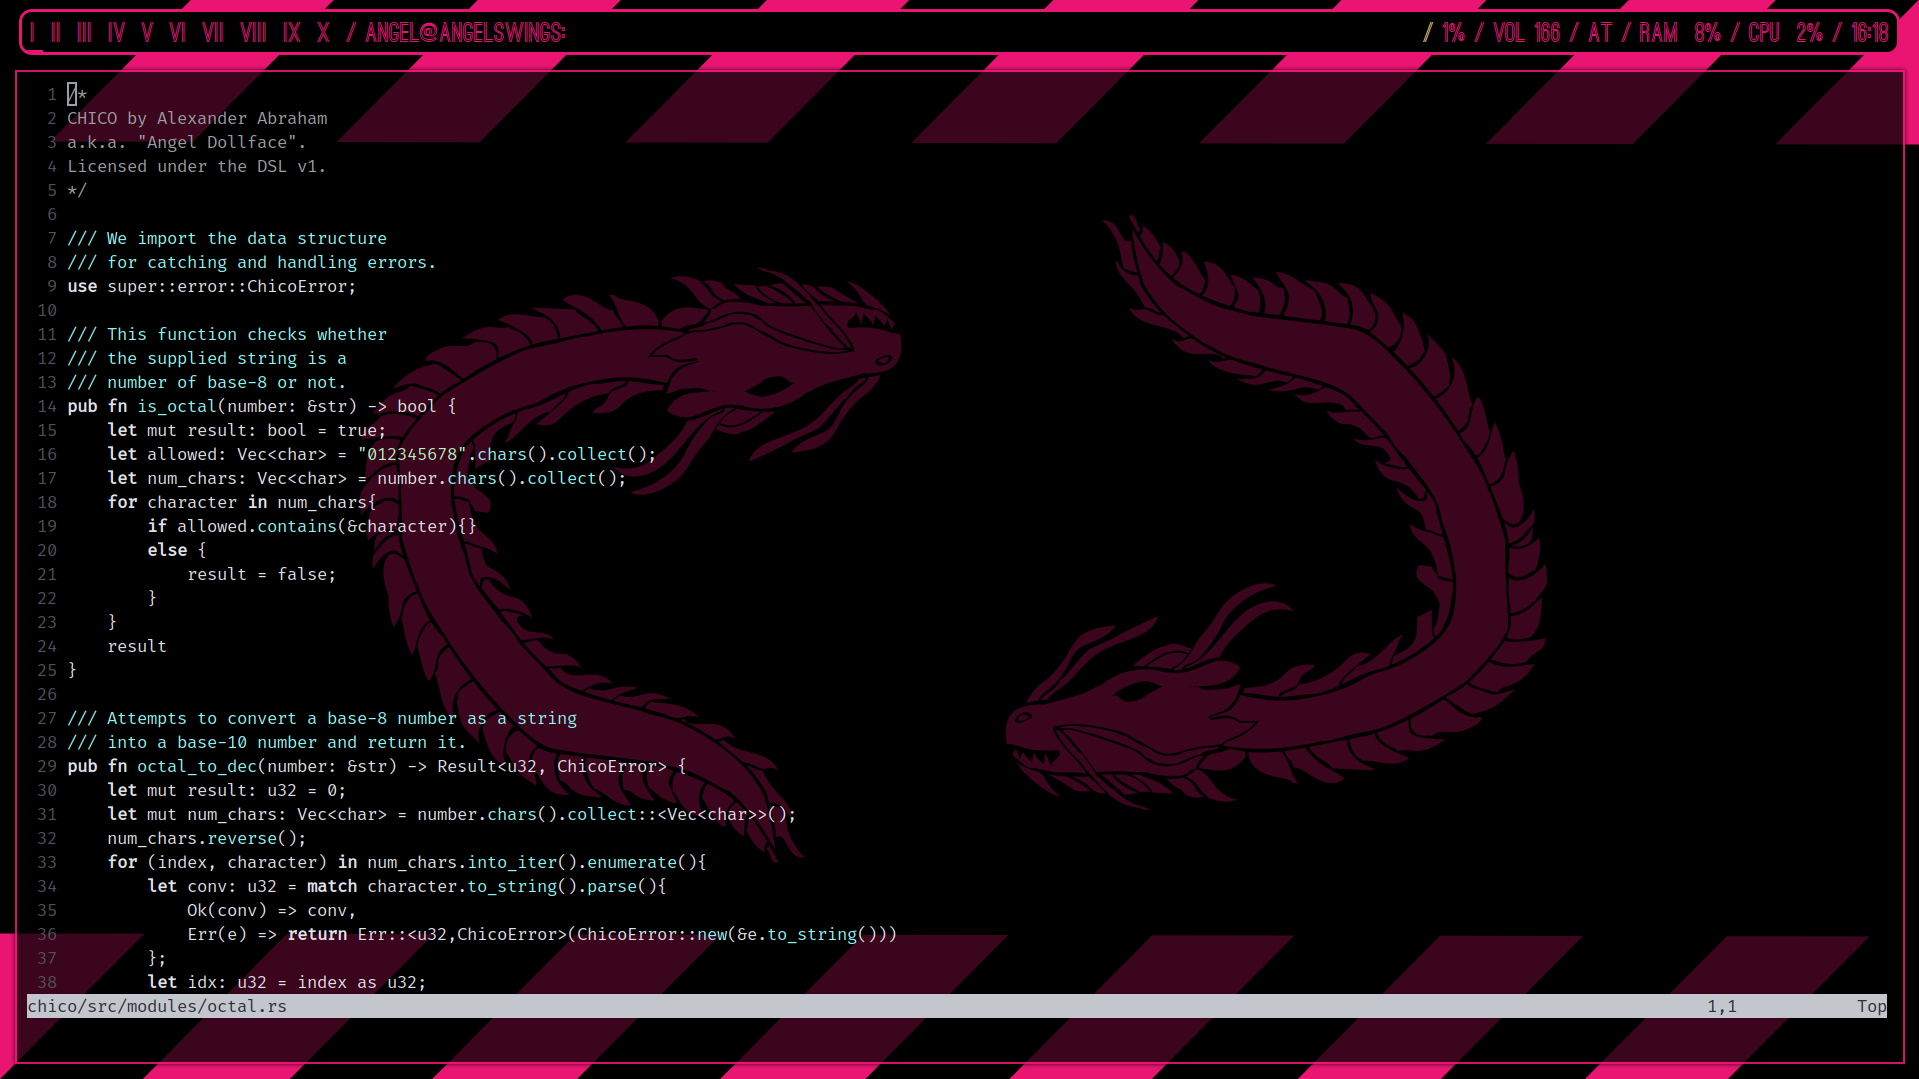 I II III IV V VI VII VIII IX X / ANGEL@ANGELSWINGS:
/ 1% / VOL 166 / AT / RAM 8% / CPU 2% / 16:18
1 /*
2 CHICO by Alexander Abraham
3 a.k.a. "Angel Dollface".
4 Licensed under the DSL v1.
5 */
6
7 /// We import the data structure
8 /// for catching and handling errors.
9 use super::error::ChicoError;
10
11 /// This function checks whether
12 /// the supplied string is a
13 /// number of base-8 or not.
14 pub fn is_octal(number: &str) -> bool {
15     let mut result: bool = true;
16     let allowed: Vec<char> = "012345678".chars().collect();
17     let num_chars: Vec<char> = number.chars().collect();
18     for character in num_chars{
19         if allowed.contains(&character){}
20         else {
21             result = false;
22         }
23     }
24     result
25 }
26
27 /// Attempts to convert a base-8 number as a string
28 /// into a base-10 number and return it.
29 pub fn octal_to_dec(number: &str) -> Result<u32, ChicoError> {
30     let mut result: u32 = 0;
31     let mut num_chars: Vec<char> = number.chars().collect::<Vec<char>>();
32     num_chars.reverse();
33     for (index, character) in num_chars.into_iter().enumerate(){
34         let conv: u32 = match character.to_string().parse(){
35             Ok(conv) => conv,
36             Err(e) => return Err::<u32,ChicoError>(ChicoError::new(&e.to_string()))
37         };
38         let idx: u32 = index as u32;
chico/src/modules/octal.rs 1,1 Top